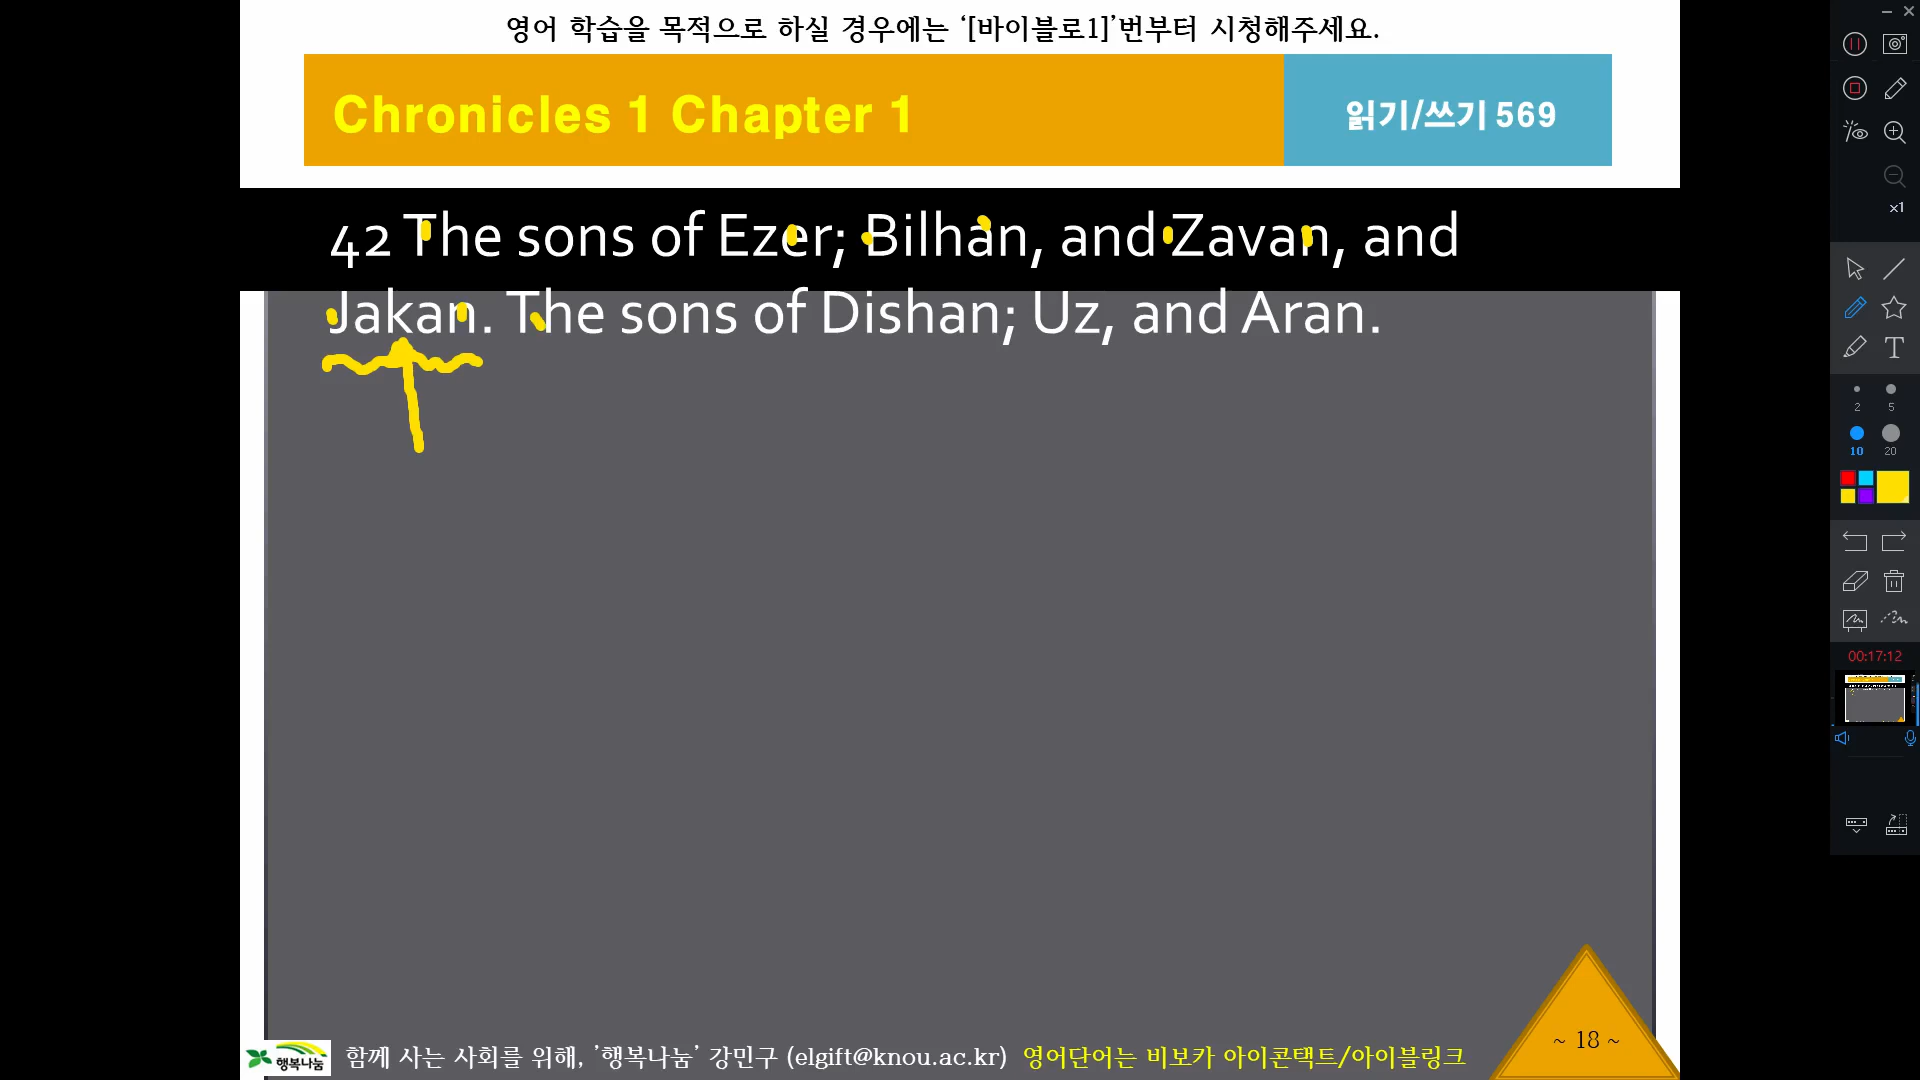 영어 학습을 목적으로 하실 경우에는 ‘[바이블로1]’번부터 시청해주세요.
Chronicles 1 Chapter 1
읽기/쓰기 569
42 The sons of Ezer; Bilhan, and Zavan, and
Jakan. The sons of Dishan; Uz, and Aran.
x1
T
2 5
10 20
00:17:12
~ 18 ~
행복나눔
함께 사는 사회를 위해, ’행복나눔’ 강민구 (elgift@knou.ac.kr) 영어단어는 비보카 아이콘택트/아이블링크